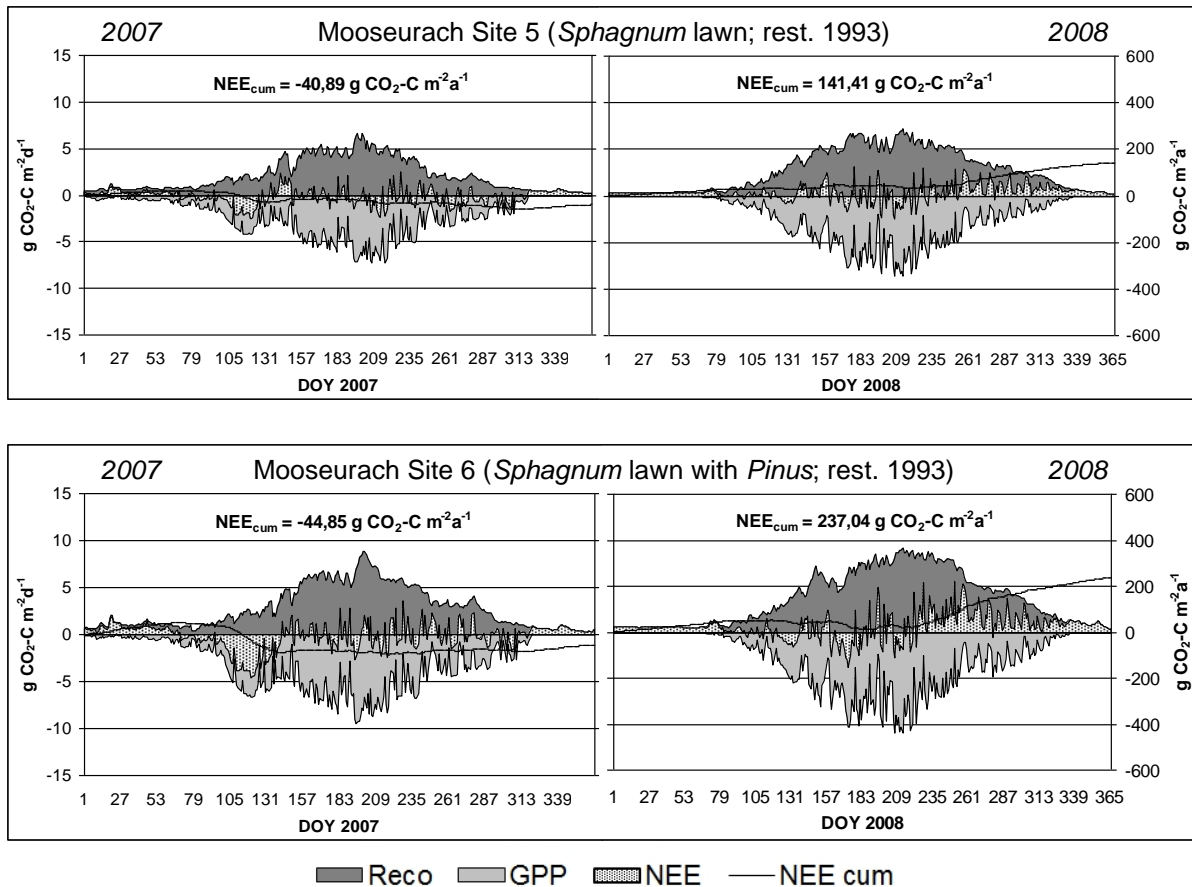 2007 Mooseurach Site 5 (Sphagnum lawn; rest. 1993) 2008
NEEcum = -40,89 g CO2-C m-2a-1
NEEcum = 141,41 g CO2-C m-2a-1
g CO2-C m-2d-1
15
10
5
0
-5
-10
-15
600
400
200
0
-200
-400
-600
g CO2-C m-2a-1
1 27 53 79 105 131 157 183 209 235 261 287 313 339
DOY 2007
1 27 53 79 105 131 157 183 209 235 261 287 313 339 365
DOY 2008
2007 Mooseurach Site 6 (Sphagnum lawn with Pinus; rest. 1993) 2008
NEEcum = -44,85 g CO2-C m-2a-1
NEEcum = 237,04 g CO2-C m-2a-1
g CO2-C m-2d-1
15
10
5
0
-5
-10
-15
600
400
200
0
-200
-400
-600
g CO2-C m-2a-1
1 27 53 79 105 131 157 183 209 235 261 287 313 339
DOY 2007
1 27 53 79 105 131 157 183 209 235 261 287 313 339 365
DOY 2008
Reco GPP NEE NEE cum